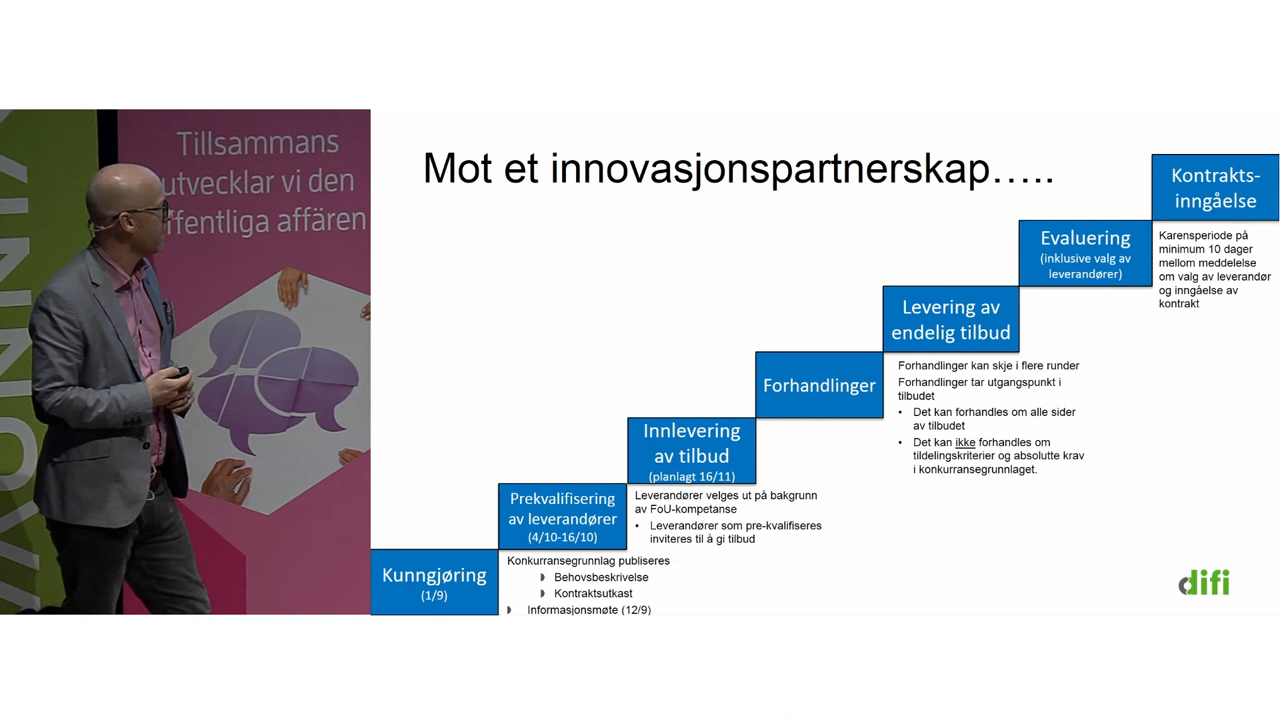 Tillsammans
utvecklar vi den
ffentliga affären
Mot et innovasjonspartnerskap…..
Kontrakts-
inngåelse
Karensperiode på
minimum 10 dager
mellom meddelelse
om valg av leverandør
og inngåelse av
kontrakt
Evaluering
(inklusive valg av
leverandører)
Levering av
endelig tilbud
Forhandlinger kan skje i flere runder
Forhandlinger tar utgangspunkt i
tilbudet
• Det kan forhandles om alle sider
av tilbudet
• Det kan ikke forhandles om
tildelingskriterier og absolutte krav
i konkurransegrunnlaget.
Forhandlinger
Innlevering
av tilbud
(planlagt 16/11)
Leverandører velges ut på bakgrunn
av FoU-kompetanse
• Leverandører som pre-kvalifiseres
inviteres til å gi tilbud
Prekvalifisering
av leverandører
(4/10-16/10)
Konkurransegrunnlag publiseres
Behovsbeskrivelse
Kontraktsutkast
Informasjonsmøte (12/9)
Kunngjøring
(1/9)
difi